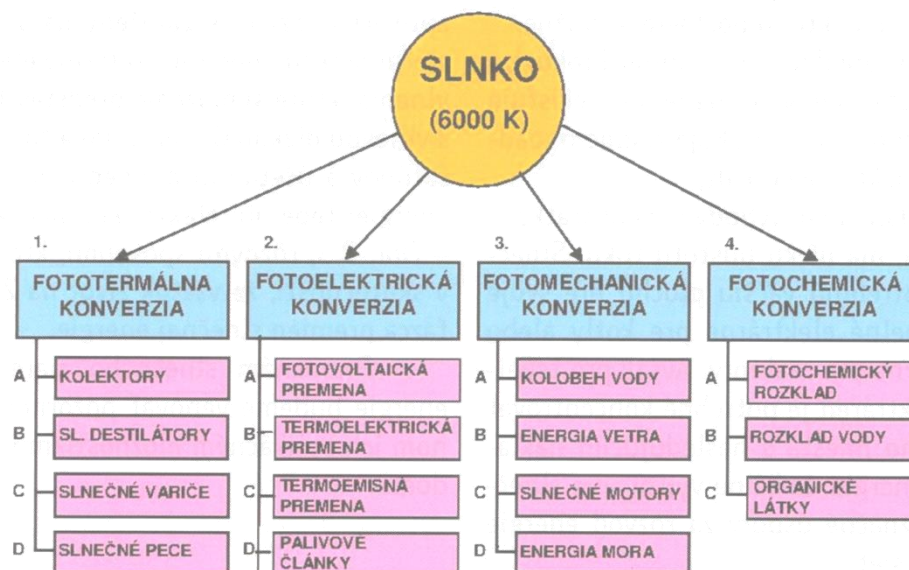 SLNKO
(6000 K)
1.
FOTOTERMÁLNA
KONVERZIA
A
KOLEKTORY
B
SL. DESTILÁTORY
C
SLNEČNÉ VARIČE
D
SLNEČNÉ PECE
2.
FOTOELEKTRICKÁ
KONVERZIA
A
FOTOVOLTAICKÁ
PREMENA
B
TERMOELEKTRICKÁ
PREMENA
C
TERMOEMISNÁ
PREMENA
D
PALIVOVÉ
ČLÁNKY
3.
FOTOMECHANICKÁ
KONVERZIA
A
KOLOBEH VODY
B
ENERGIA VETRA
C
SLNEČNÉ MOTORY
D
ENERGIA MORA
4.
FOTOCHEMICKÁ
KONVERZIA
A
FOTOCHEMICKÝ
ROZKLAD
B
ROZKLAD VODY
C
ORGANICKÉ
LÁTKY